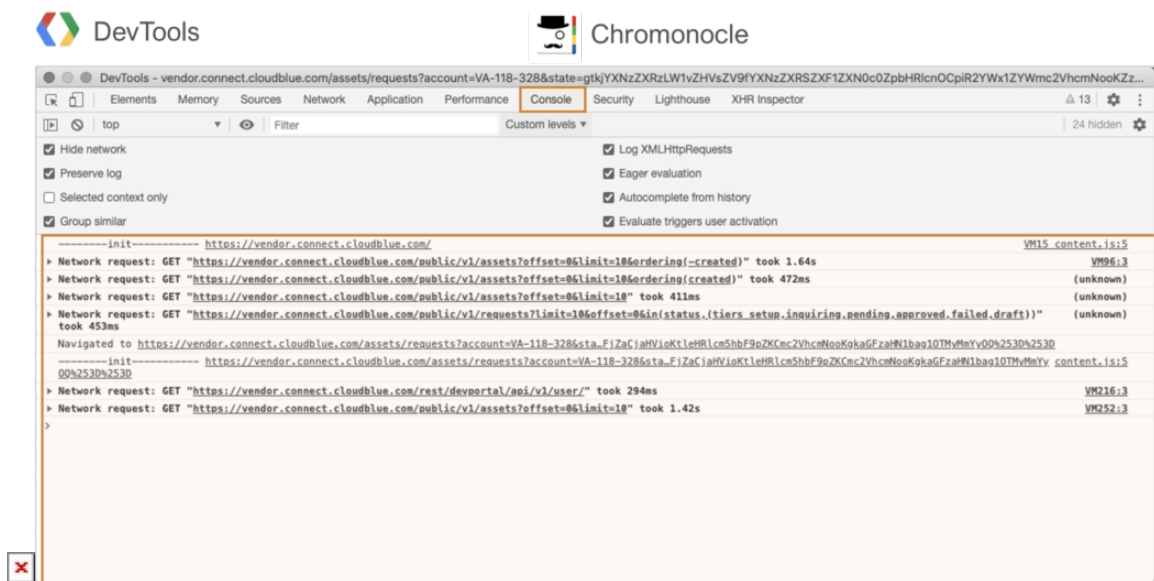 DevTools
Chromonocle
DevTools - vendor.connect.cloudblue.com/assets/requests?account=VA-118-328&state=gtkjYXNzZXRzLW1vZHVsZV9fYXNzZXRSZXF1ZXN0c0ZpbHRlcnOCpiR2YWx1ZYWmc2VhcmNooKZz...
Elements Memory Sources Network Application Performance Console Security Lighthouse XHR Inspector 13
top Filter Custom levels 24 hidden
Hide network Log XMLHttpRequests
Preserve log Eager evaluation
Selected context only Autocomplete from history
Group similar Evaluate triggers user activation
--------init----------- https://vendor.connect.cloudblue.com/ VM15 content.js:5
Network request: GET "https://vendor.connect.cloudblue.com/public/v1/assets?offset=0&limit=10&ordering(-created)" took 1.64s VM96:3
Network request: GET "https://vendor.connect.cloudblue.com/public/v1/assets?offset=0&limit=10&ordering(created)" took 472ms (unknown)
Network request: GET "https://vendor.connect.cloudblue.com/public/v1/assets?offset=0&limit=10" took 411ms (unknown)
Network request: GET "https://vendor.connect.cloudblue.com/public/v1/requests?limit=10&offset=0&in(status,(tiers_setup,inquiring,pending,approved,failed,draft))" (unknown)
took 453ms
Navigated to https://vendor.connect.cloudblue.com/assets/requests?account=VA-118-328&sta…FjZaCjaHVioKtleHRlcm5hbF9pZKCmc2VhcmNooKgkaGFzaHN1bag1OTMyMmYyOQ%253D%253D
--------init----------- https://vendor.connect.cloudblue.com/assets/requests?account=VA-118-328&sta…FjZaCjaHVioKtleHRlcm5hbF9pZKCmc2VhcmNooKgkaGFzaHN1bag1OTMyMmYy content.js:5
OQ%253D%253D
Network request: GET "https://vendor.connect.cloudblue.com/rest/devportal/api/v1/user/" took 294ms VM216:3
Network request: GET "https://vendor.connect.cloudblue.com/public/v1/assets?offset=0&limit=10" took 1.42s VM252:3